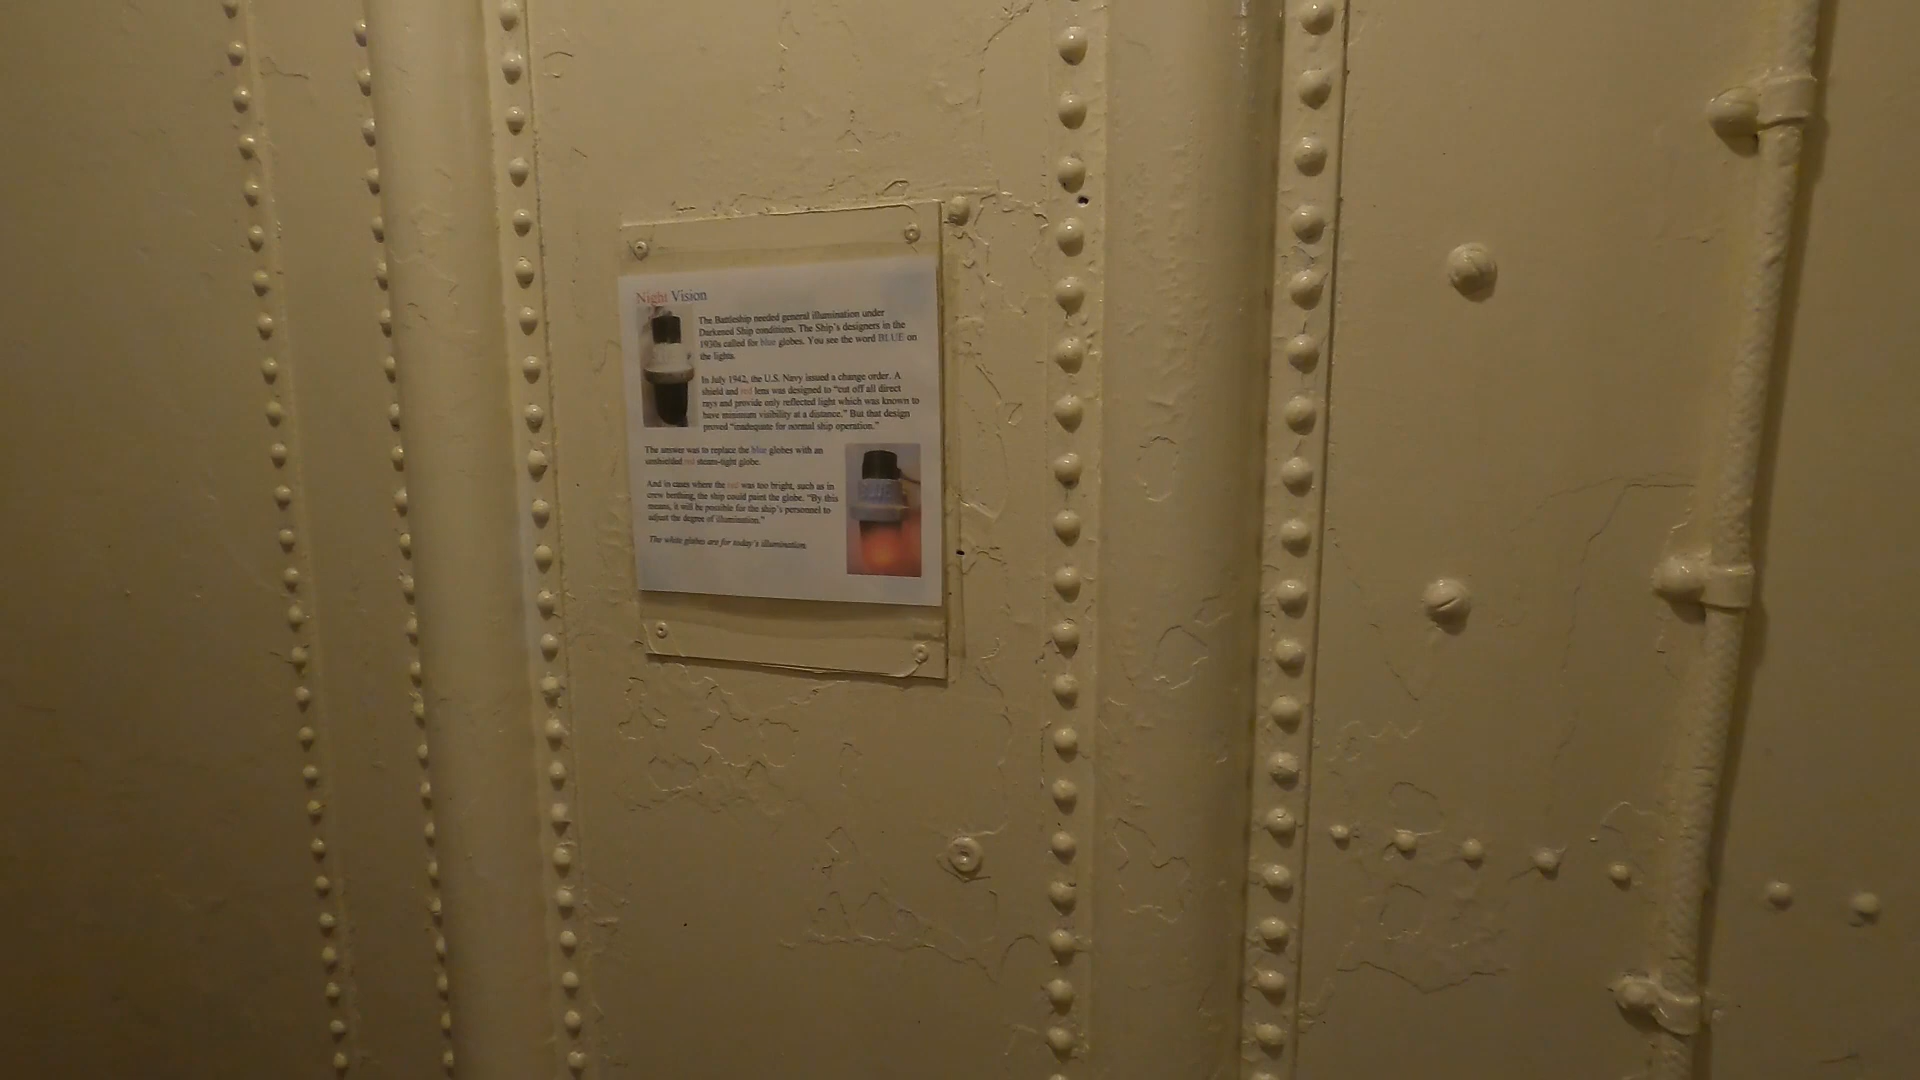 Night Vision
The Battleship needed general illumination under
Darkened Ship conditions. The Ship's designers in the
1930s called for blue globes. You see the word BLUE on
the lights.
In July 1942, the U.S. Navy issued a change order. A
shield and red lens was designed to "cut off all direct
rays and provide only reflected light which was known to
have minimum visibility at a distance." But that design
proved "inadequate for normal ship operation."
The answer was to replace the blue globes with an
unshielded red steam-tight globe.
And in cases where the red was too bright, such as in
crew berthing, the ship could paint the globe. "By this
means, it will be possible for the ship's personnel to
adjust the degree of illumination."
The white globes are for today's illumination
BLUE